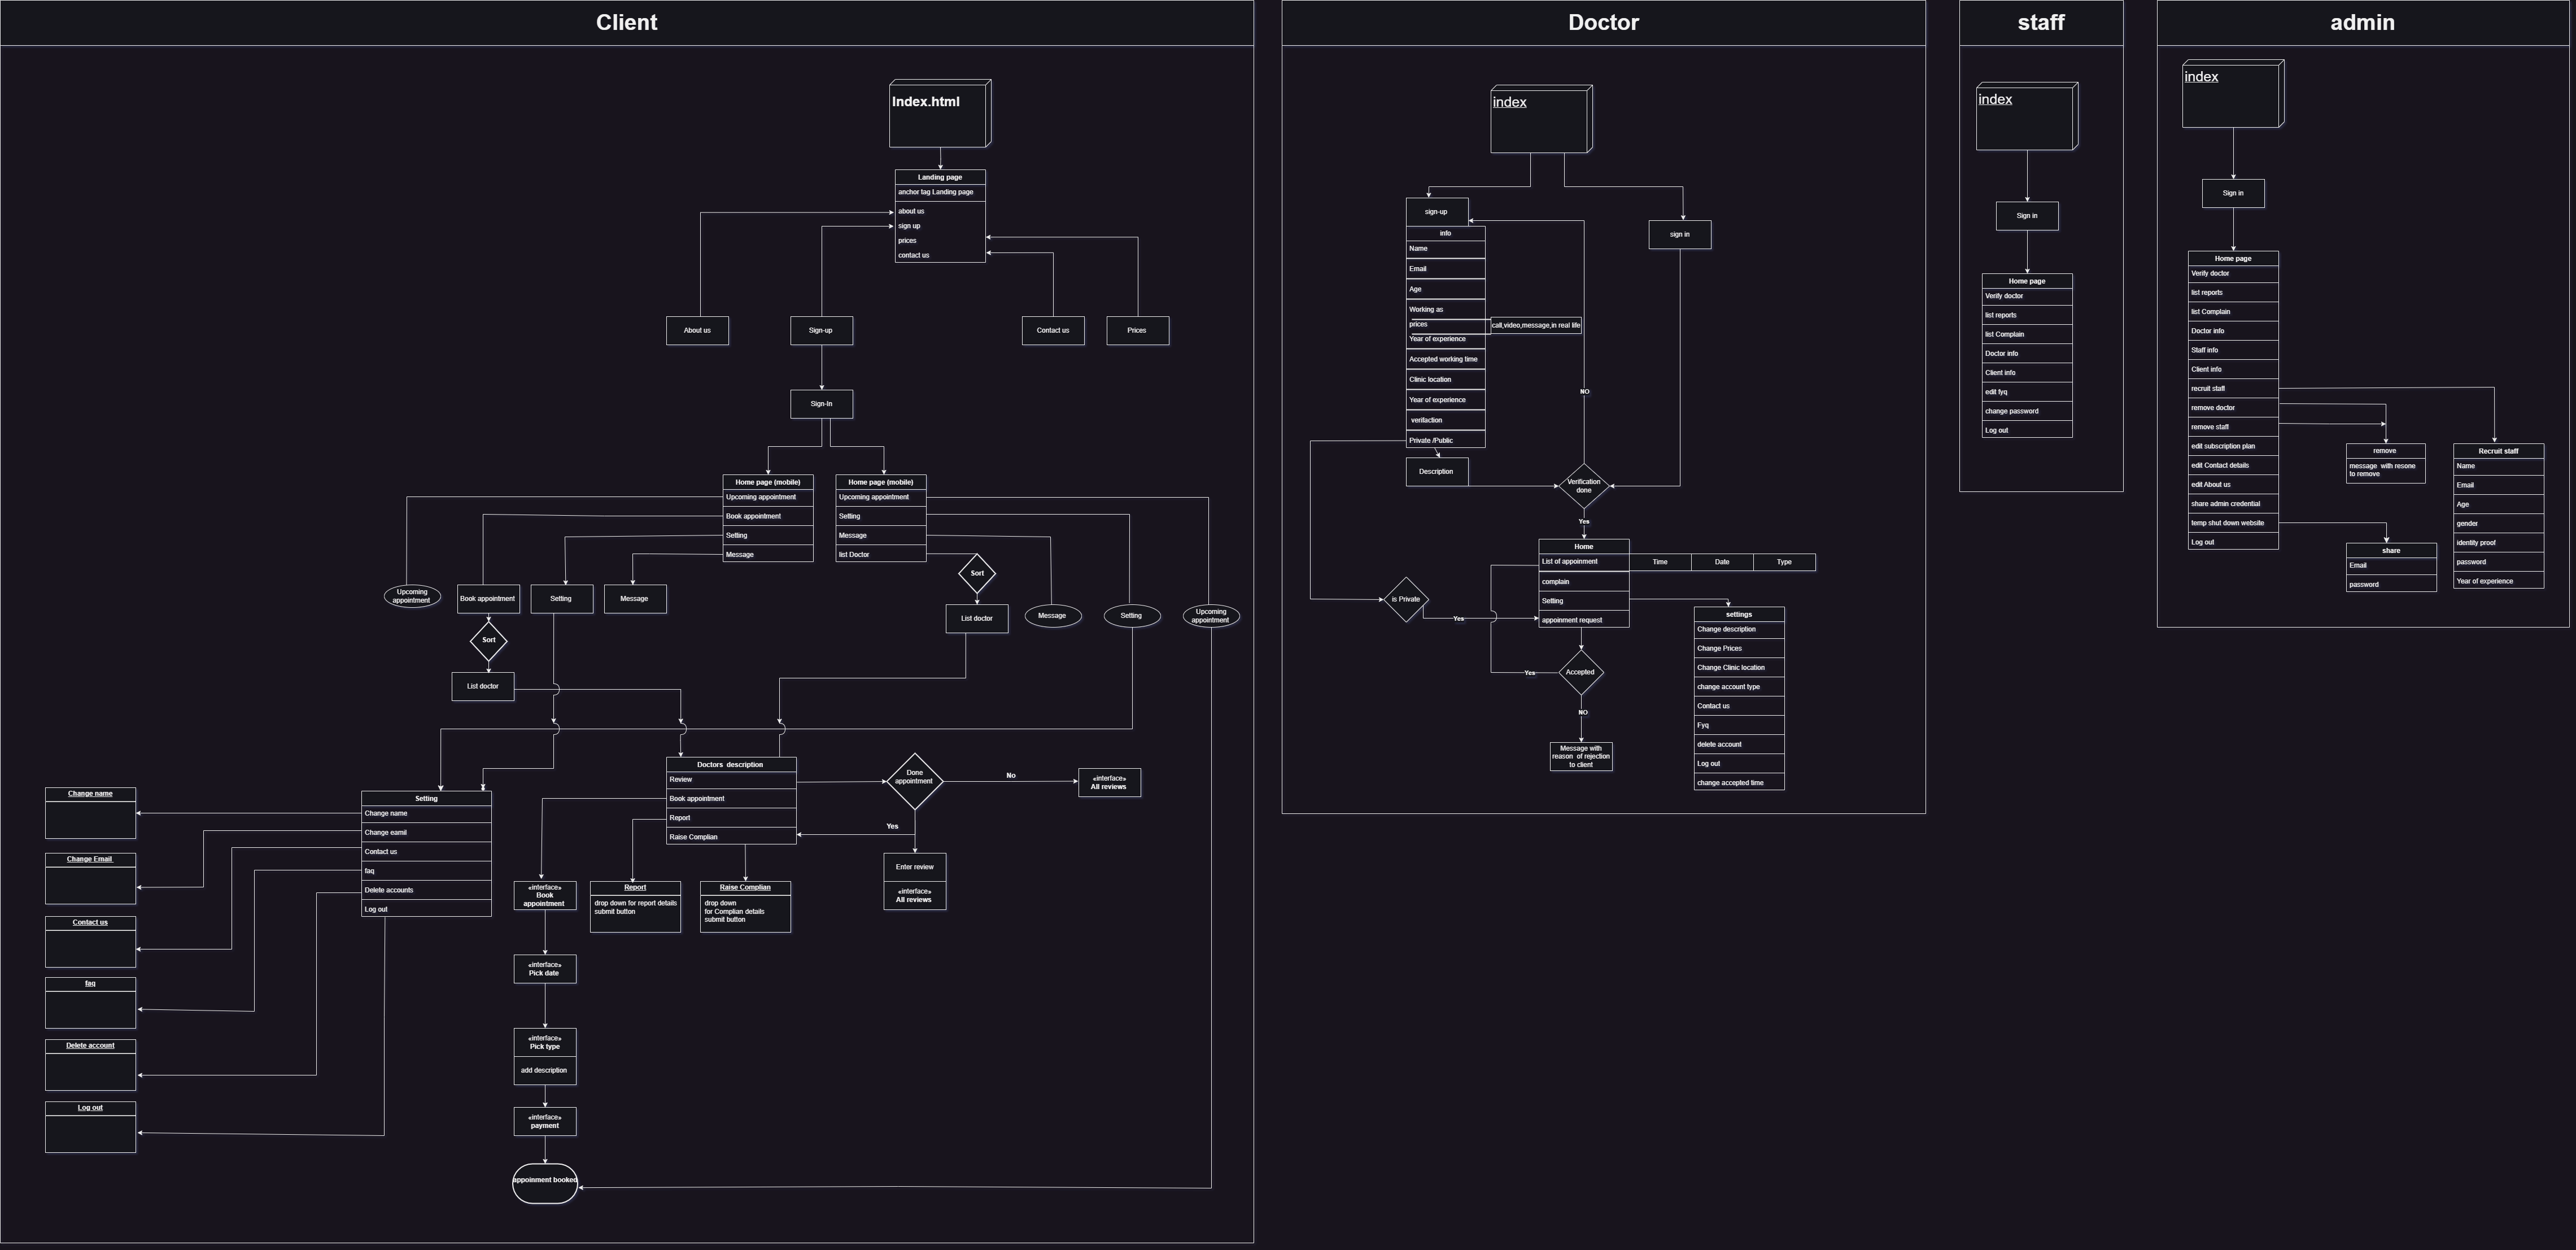 Client
Index.html
Landing page
anchor tag Landing page
about us
sign up
prices
contact us
About us
Sign-up
Contact us
Prices
Sign-In
Home page (mobile)
Upcoming appointment
Book appointment
Setting
Message
Home page (mobile)
Upcoming appointment
Setting
Message
list Doctor
Sort
Upcoming
appointment
Book appointment
Setting
Message
List doctor
Message
Setting
Upcoming
appointment
Sort
List doctor
Doctors description
Review
Book appointment
Report
Raise Complian
Done
appointment
No
«interface»
All reviews
Yes
Enter review
«interface»
All reviews
Setting
Change name
Change eamil
Contact us
faq
Delete accounts
Log out
Change name
Change Email
Contact us
faq
Delete account
Log out
«interface»
Book
appointment
Report
drop down for report details
submit button
Raise Complian
drop down
for Complian details
submit button
«interface»
Pick date
«interface»
Pick type
add description
«interface»
payment
appoinment booked
Doctor
index
sign-up
sign in
info
Name
Email
Age
Working as
prices
call,video,message,in real life
Year of experience
Accepted working time
Clinic location
Year of experience
verifaction
Private /Public
Description
NO
Verification
done
Yes
Home
List of appoinment
Time
Date
Type
complain
Setting
appoinment request
is Private
Yes
settings
Change description
Change Prices
Change Clinic location
change account type
Contact us
Fyq
delete account
Log out
change accepted time
Accepted
Yes
NO
Message with
reason of rejection
to client
staff
index
Sign in
Home page
Verify doctor
list reports
list Complain
Doctor info
Client info
edit fyq
change password
Log out
admin
index
Sign in
Home page
Verify doctor
list reports
list Complain
Doctor info
Staff info
Client info
recruit staff
remove doctor
remove staff
edit subscription plan
edit Contact details
edit About us
share admin credential
temp shut down website
Log out
remove
message with resone
to remove
Recruit staff
Name
Email
Age
gender
identity proof
password
Year of experience
share
Email
password